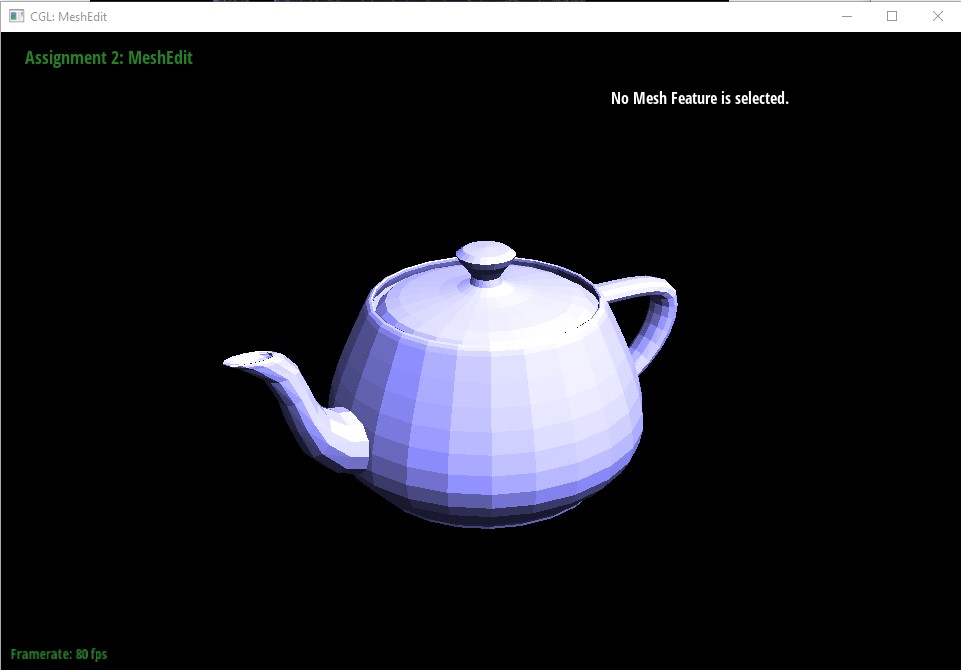 CGL: MeshEdit
Assignment 2: MeshEdit
No Mesh Feature is selected.
Framerate: 80 fps